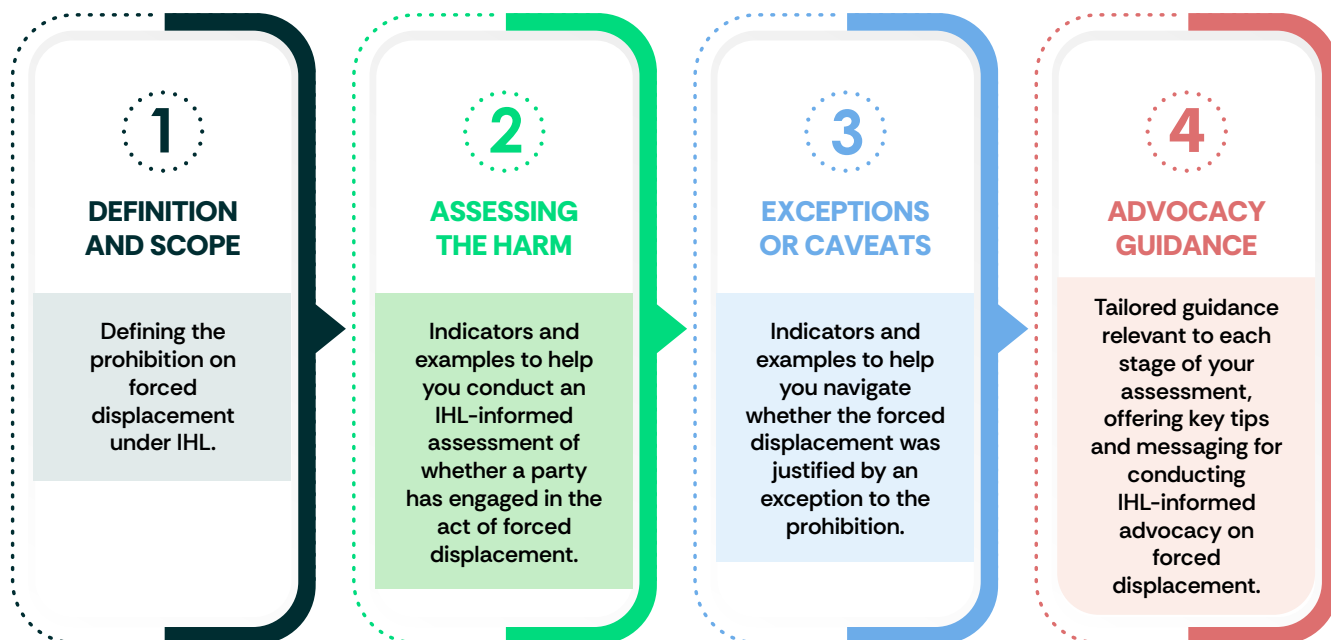 1
DEFINITION
AND SCOPE
Defining the
prohibition on
forced
displacement
under IHL.
2
ASSESSING
THE HARM
Indicators and
examples to help
you conduct an
IHL-informed
assessment of
whether a party
has engaged in the
act of forced
displacement.
3
EXCEPTIONS
OR CAVEATS
Indicators and
examples to help
you navigate
whether the forced
displacement was
justified by an
exception to the
prohibition.
4
ADVOCACY
GUIDANCE
Tailored guidance
relevant to each
stage of your
assessment,
offering key tips
and messaging for
conducting
IHL-informed
advocacy on
forced
displacement.